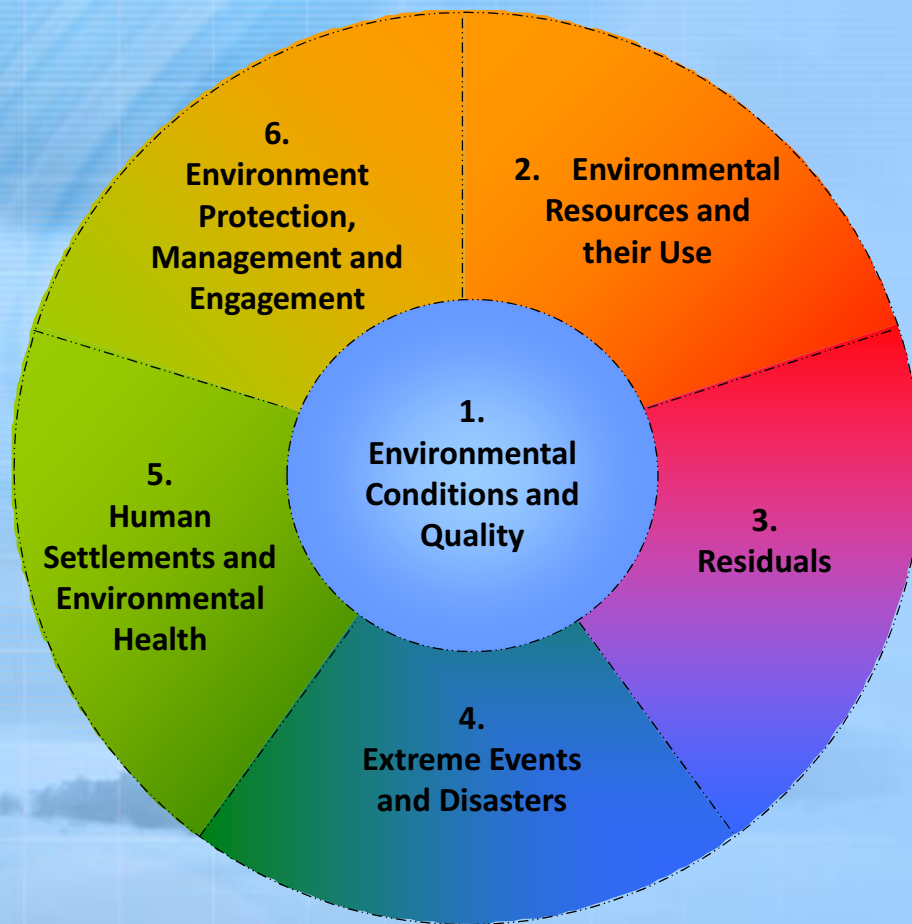 1.
Environmental
Conditions and
Quality
2. Environmental
Resources and
their Use
3.
Residuals
4.
Extreme Events
and Disasters
5.
Human
Settlements and
Environmental
Health
6.
Environment
Protection,
Management and
Engagement